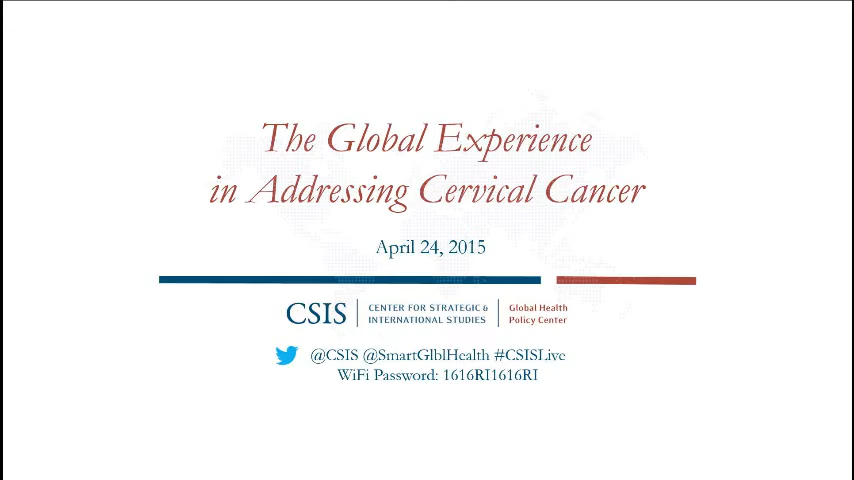 The Global Experience
in Addressing Cervical Cancer
April 24, 2015
CSIS
CENTER FOR STRATEGIC &
INTERNATIONAL STUDIES
Global Health
Policy Center
@CSIS @SmartGlblHealth #CSISLive
WiFi Password: 1616RI1616RI